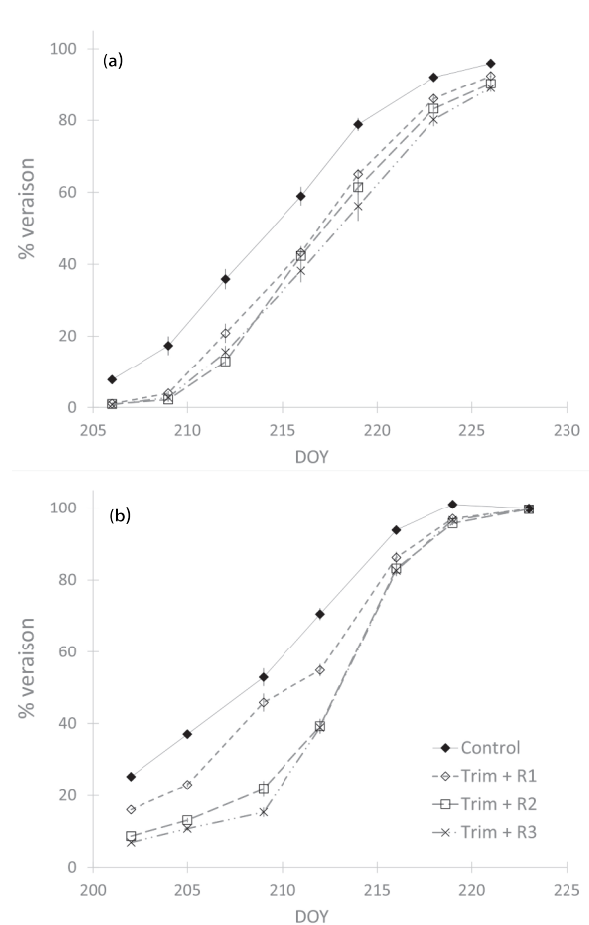 (a)
% veraison
100
80
60
40
20
0
205 210 215 220 225 230
DOY
(b)
% veraison
100
80
60
40
20
0
200 205 210 215 220 225
DOY
Control
Trim + R1
Trim + R2
Trim + R3